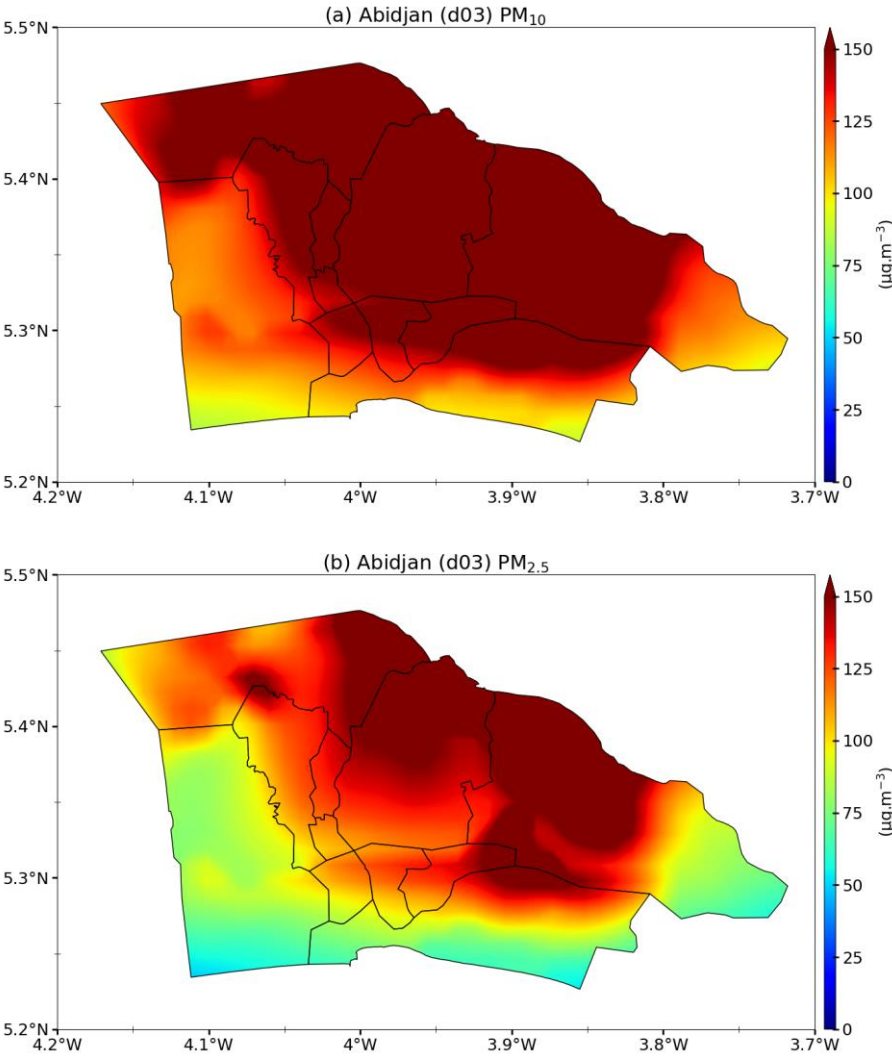 (a) Abidjan (d03) PM₁₀
5.5°N
5.4°N
5.3°N
5.2°N
4.2°W 4.1°W 4°W 3.9°W 3.8°W 3.7°W
150
125
100
75
50
25
0
(µg.m⁻³)
(b) Abidjan (d03) PM₂.₅
5.5°N
5.4°N
5.3°N
5.2°N
4.2°W 4.1°W 4°W 3.9°W 3.8°W 3.7°W
150
125
100
75
50
25
0
(µg.m⁻³)